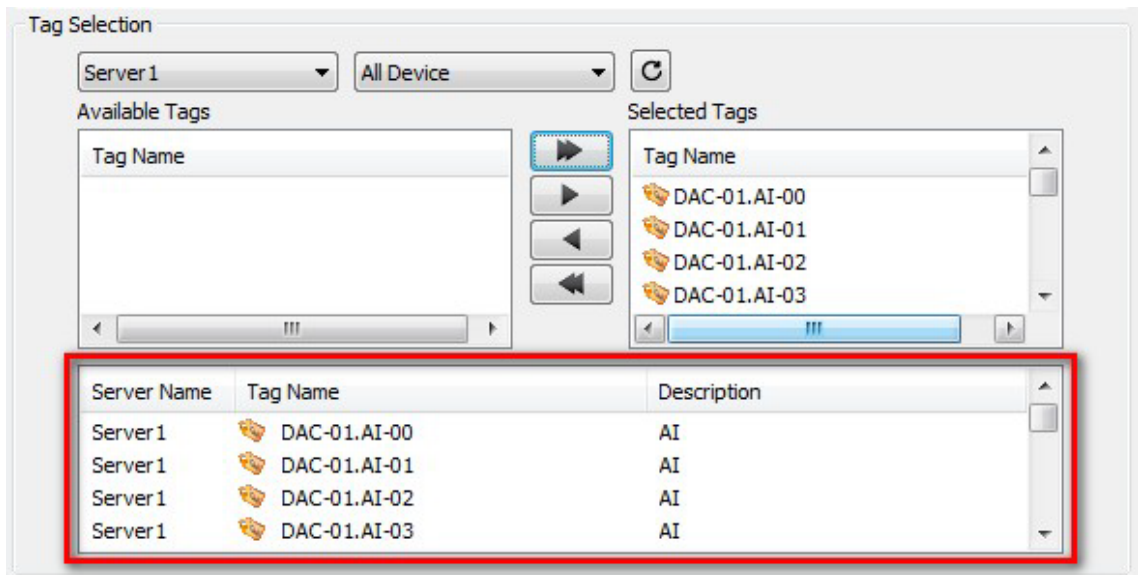 Tag Selection
Server1 All Device
Available Tags Selected Tags
Tag Name Tag Name
DAC-01.AI-00
DAC-01.AI-01
DAC-01.AI-02
DAC-01.AI-03
Server Name Tag Name Description
Server1 DAC-01.AI-00 AI
Server1 DAC-01.AI-01 AI
Server1 DAC-01.AI-02 AI
Server1 DAC-01.AI-03 AI